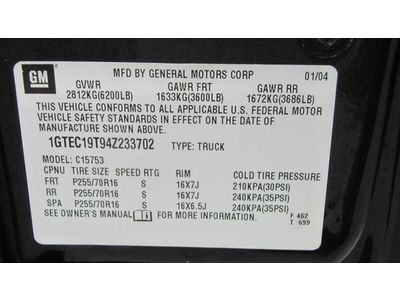 GM
MFD BY GENERAL MOTORS CORP 01/04
GVWR GAWR FRT GAWR RR
2812KG(6200LB) 1633KG(3600LB) 1672KG(3686LB)
THIS VEHICLE CONFORMS TO ALL APPLICABLE U.S. FEDERAL MOTOR
VEHICLE SAFETY STANDARDS IN EFFECT ON THE DATE OF
MANUFACTURE SHOWN ABOVE.
1GTEC19T94Z233702 TYPE: TRUCK
MODEL: C15753
CPNU TIRE SIZE SPEED RTG RIM COLD TIRE PRESSURE
FRT P255/70R16 S 16X7J 210KPA(30PSI)
RR P255/70R16 S 16X7J 240KPA(35PSI)
SPA P255/70R16 S 16X6.5J 240KPA(35PSI)
SEE OWNER'S MANUAL FOR ADDITIONAL INFORMATION. F 462
T 699